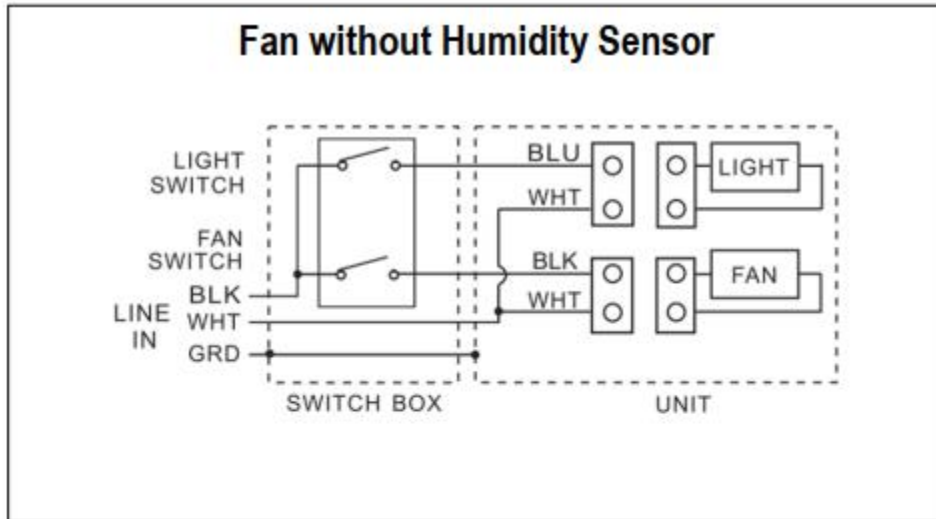 Fan without Humidity Sensor
LIGHT
SWITCH
FAN
SWITCH
LINE
IN
BLK
WHT
GRD
SWITCH BOX
BLU
WHT
BLK
WHT
LIGHT
FAN
UNIT